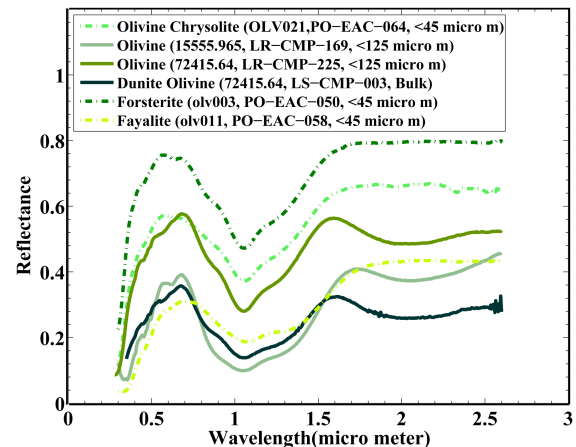 Olivine Chrysolite (OLV021,PO−EAC−064, <45 micro m)
Olivine (15555.965, LR−CMP−169, <125 micro m)
Olivine (72415.64, LR−CMP−225, <125 micro m)
Dunite Olivine (72415.64, LS−CMP−003, Bulk)
Forsterite (olv003, PO−EAC−050, <45 micro m)
Fayalite (olv011, PO−EAC−058, <45 micro m)
1
0.8
0.6
0.4
0.2
0
Reflectance
0 0.5 1 1.5 2 2.5 3
Wavelength(micro meter)